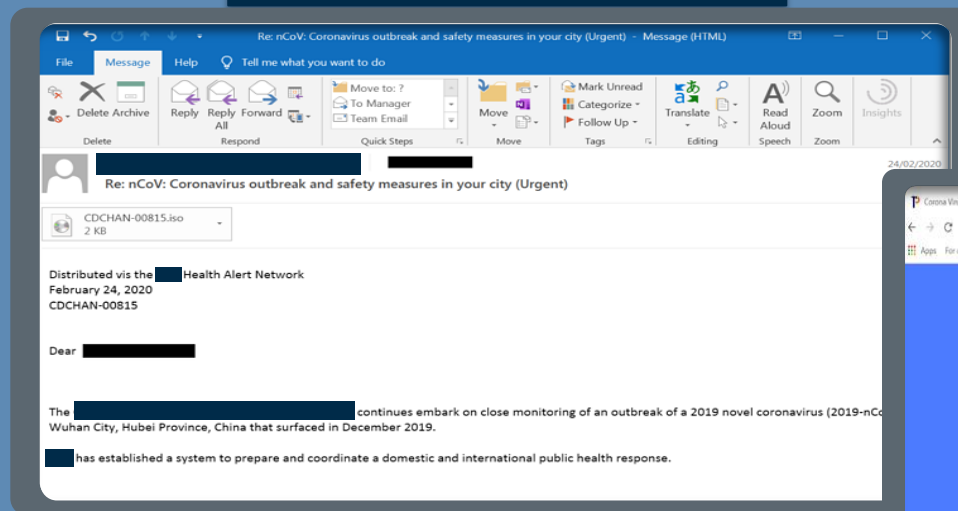 Re: nCoV: Coronavirus outbreak and safety measures in your city (Urgent) - Message (HTML)
File Message Help Tell me what you want to do
Delete Archive
Reply Reply All Forward
Move to: ?
To Manager
Team Email
Move
Mark Unread
Categorize
Follow Up
Translate
Read Aloud
Zoom
Insights
Delete Respond Quick Steps Move Tags Editing Speech Zoom
24/02/2020
Re: nCoV: Coronavirus outbreak and safety measures in your city (Urgent)
CDCHAN-00815.iso
2 KB
Distributed vis the Health Alert Network
February 24, 2020
CDCHAN-00815
Dear
The continues embark on close monitoring of an outbreak of a 2019 novel coronavirus (2019-nCo
Wuhan City, Hubei Province, China that surfaced in December 2019.
has established a system to prepare and coordinate a domestic and international public health response.
Corona Vir
Apps For